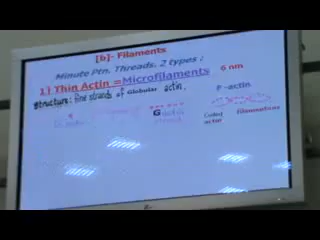 [b]- Filaments
Minute Ptn. Threads. 2 types :
1) Thin Actin =Microfilaments 6 nm
Structure: fine strands of Globular actin, F-actin
G actin
Coiled filamentous
actin